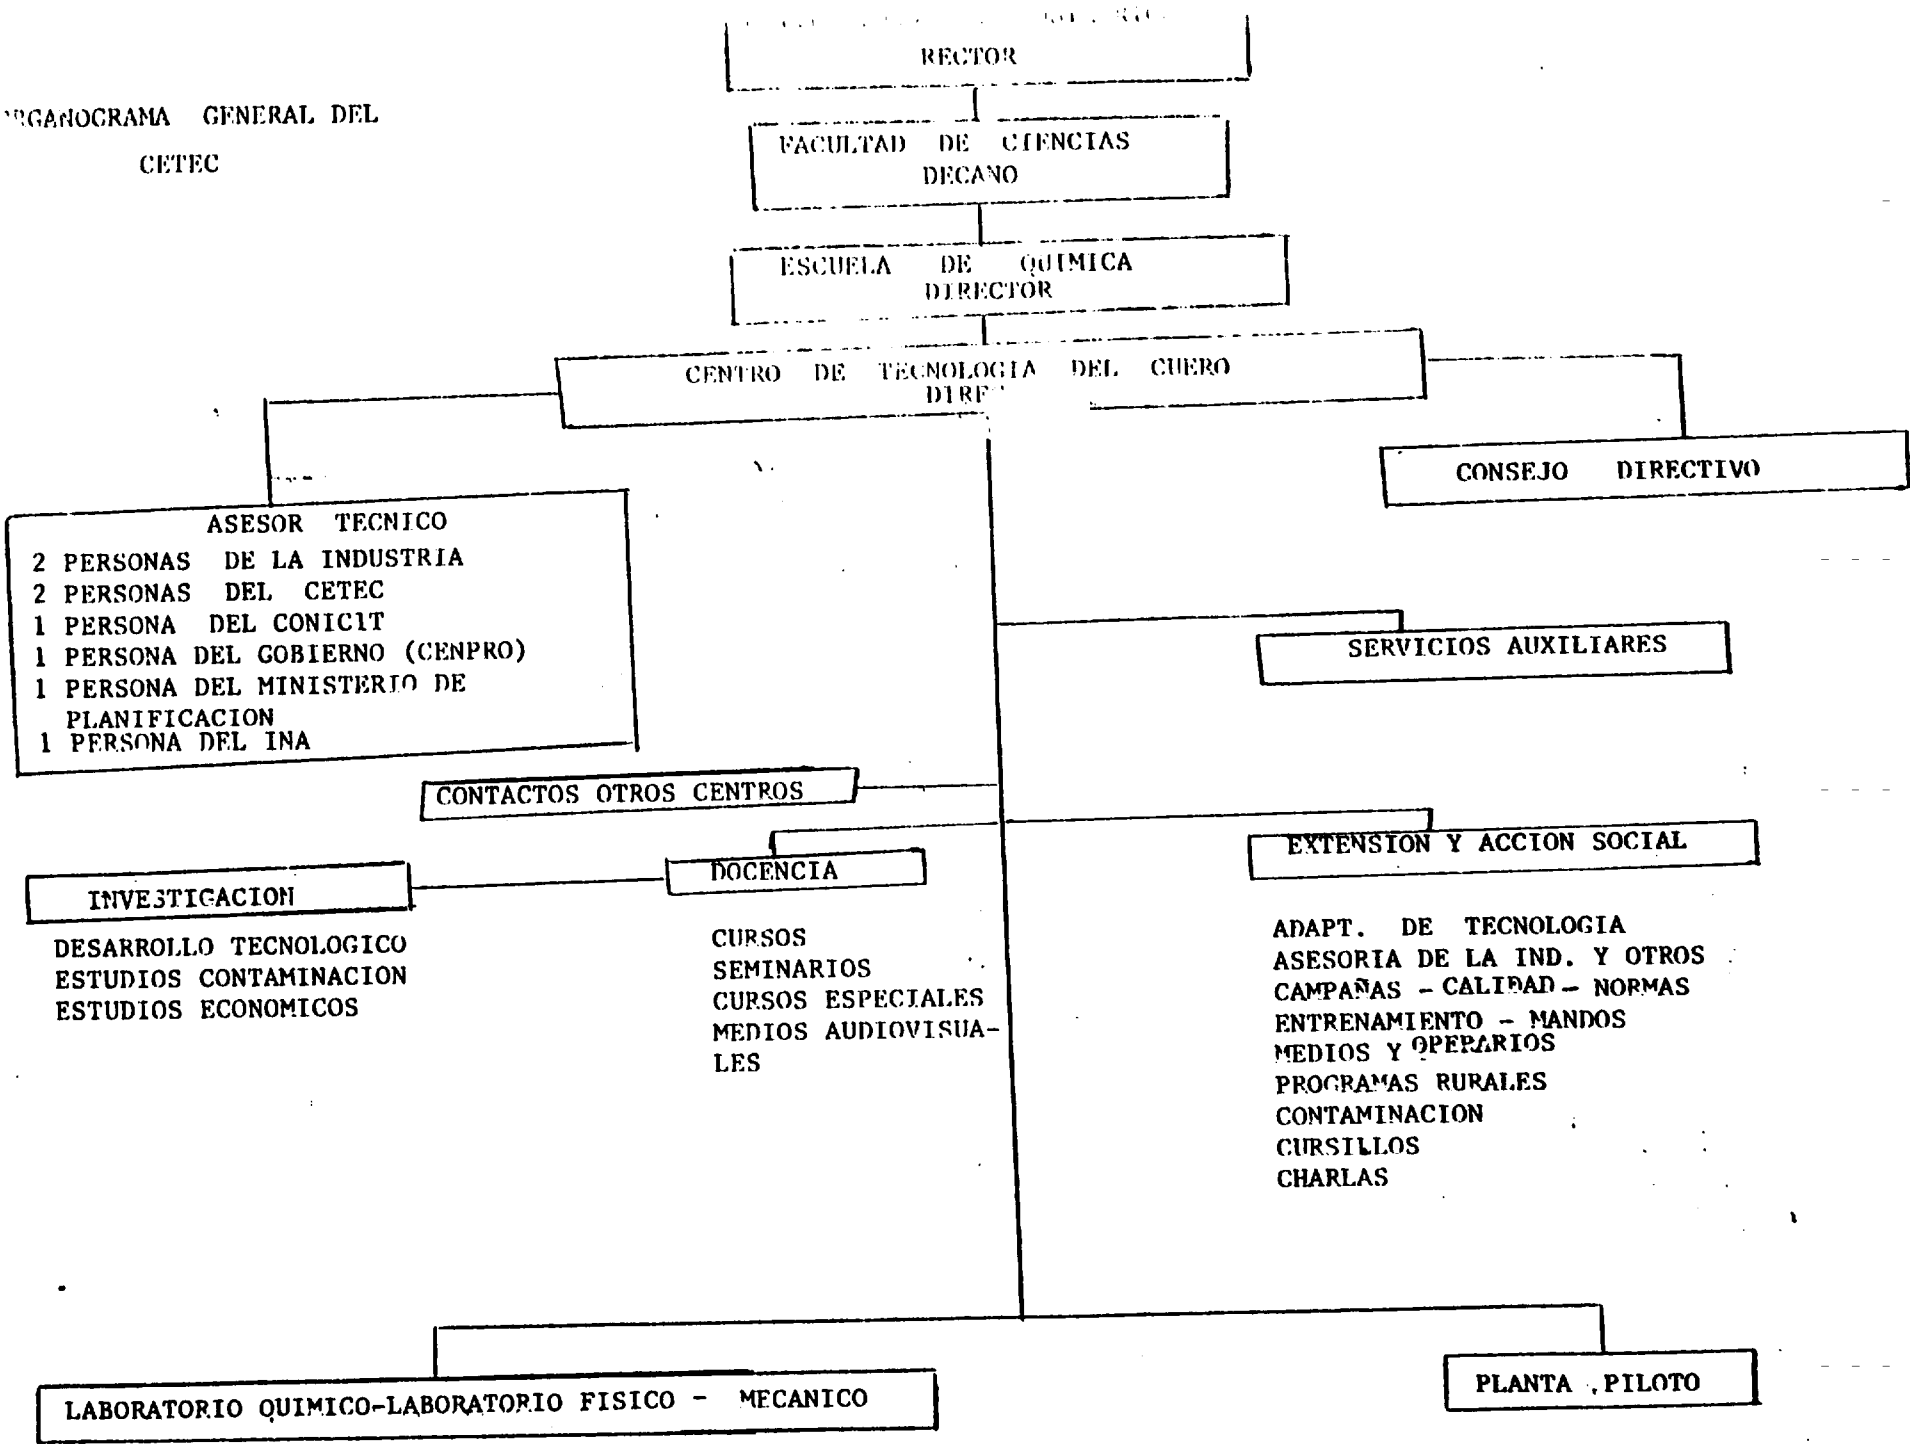 RECTOR
ORGANOGRAMA GENERAL DEL
CETEC
FACULTAD DE CIENCIAS
DECANO
ESCUELA DE QUIMICA
DIRECTOR
CENTRO DE TECNOLOGIA DEL CUERO
CONSEJO DIRECTIVO
ASESOR TECNICO
2 PERSONAS DE LA INDUSTRIA
2 PERSONAS DEL CETEC
1 PERSONA DEL CONICIT
1 PERSONA DEL GOBIERNO (CENPRO)
1 PERSONA DEL MINISTERIO DE
PLANIFICACION
1 PERSONA DEL INA
SERVICIOS AUXILIARES
CONTACTOS OTROS CENTROS
INVESTIGACION
DESARROLLO TECNOLOGICO
ESTUDIOS CONTAMINACION
ESTUDIOS ECONOMICOS
DOCENCIA
CURSOS
SEMINARIOS
CURSOS ESPECIALES
MEDIOS AUDIOVISUA-
LES
EXTENSION Y ACCION SOCIAL
ADAPT. DE TECNOLOGIA
ASESORIA DE LA IND. Y OTROS
CAMPAÑAS - CALIDAD - NORMAS
ENTRENAMIENTO - MANDOS
MEDIOS Y OPERARIOS
PROGRAMAS RURALES
CONTAMINACION
CURSILLOS
CHARLAS
LABORATORIO QUIMICO-LABORATORIO FISICO - MECANICO
PLANTA PILOTO